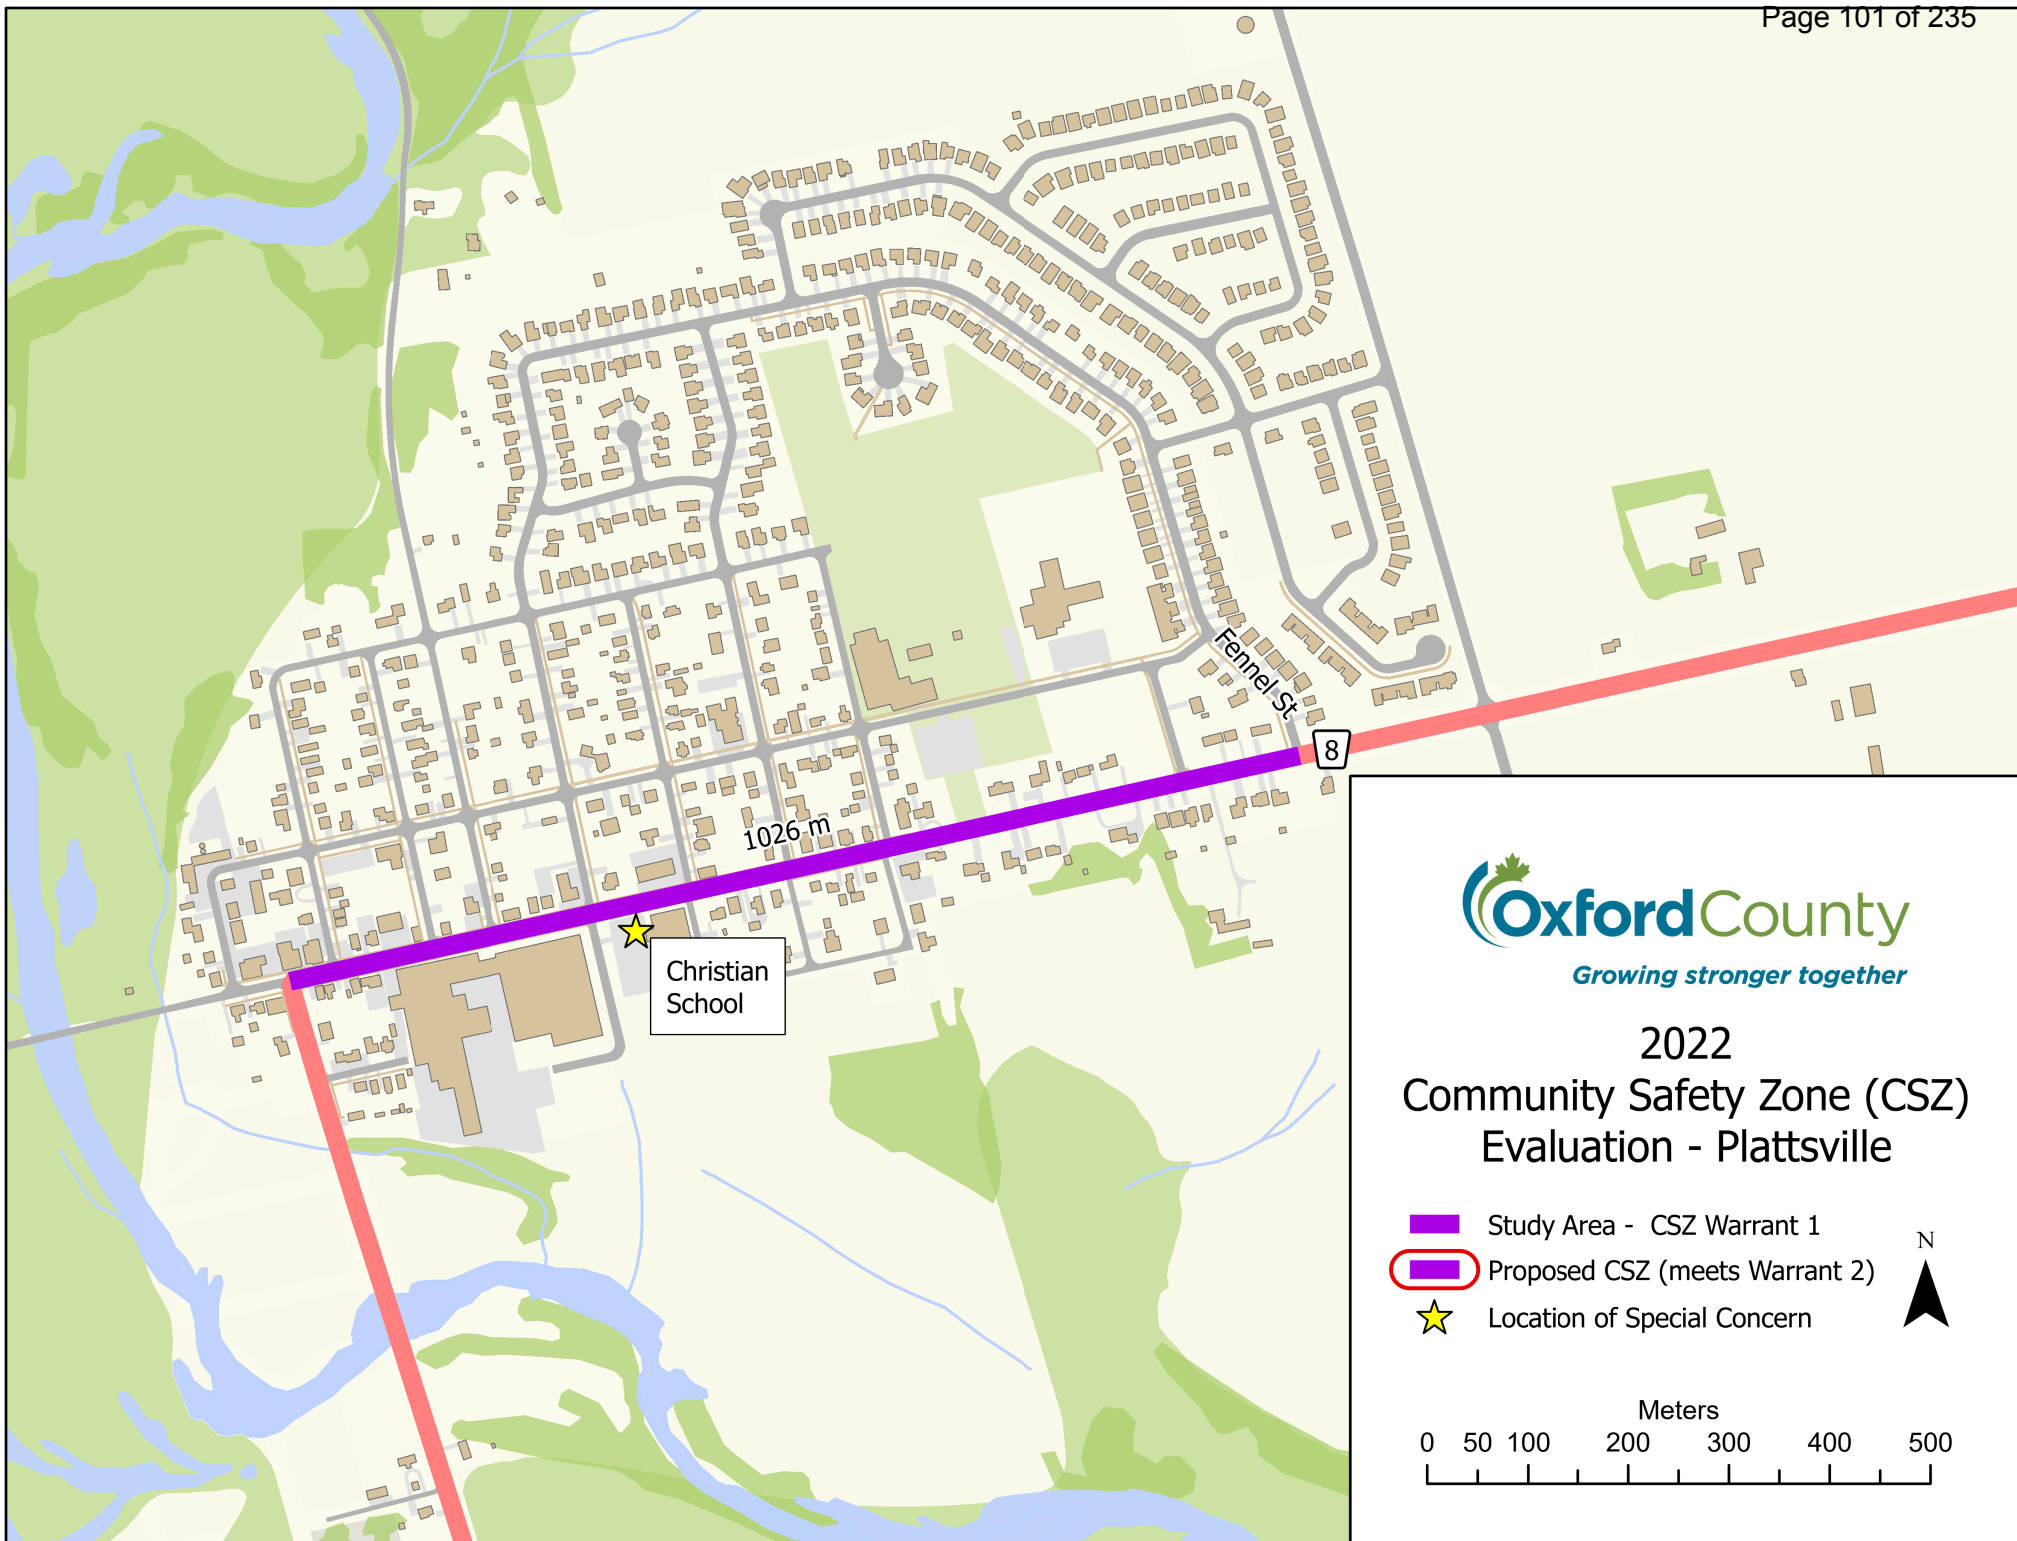 Page 101 of 235
Fennel St
8
1026 m
Christian
School
Oxford County
Growing stronger together
2022
Community Safety Zone (CSZ)
Evaluation - Plattsville
Study Area - CSZ Warrant 1
Proposed CSZ (meets Warrant 2)
N
Location of Special Concern
Meters
0 50 100 200 300 400 500